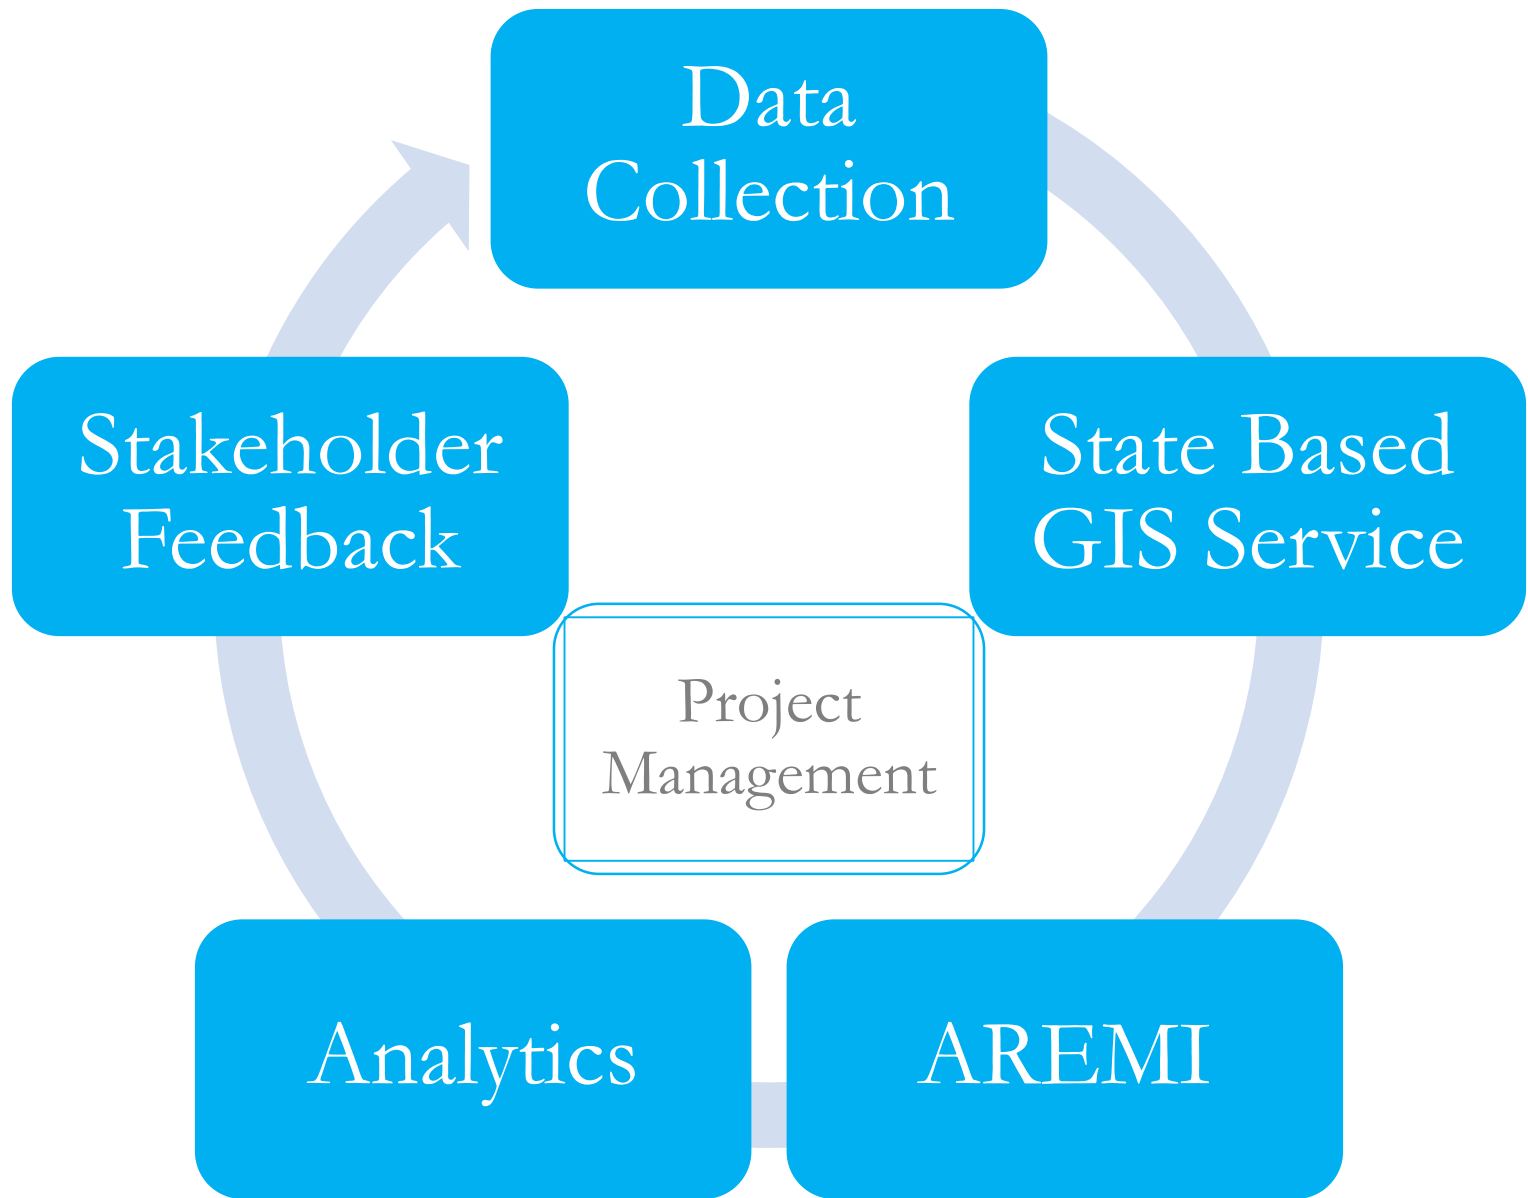 Data
Collection
State Based
GIS Service
AREMI
Analytics
Stakeholder
Feedback
Project
Management